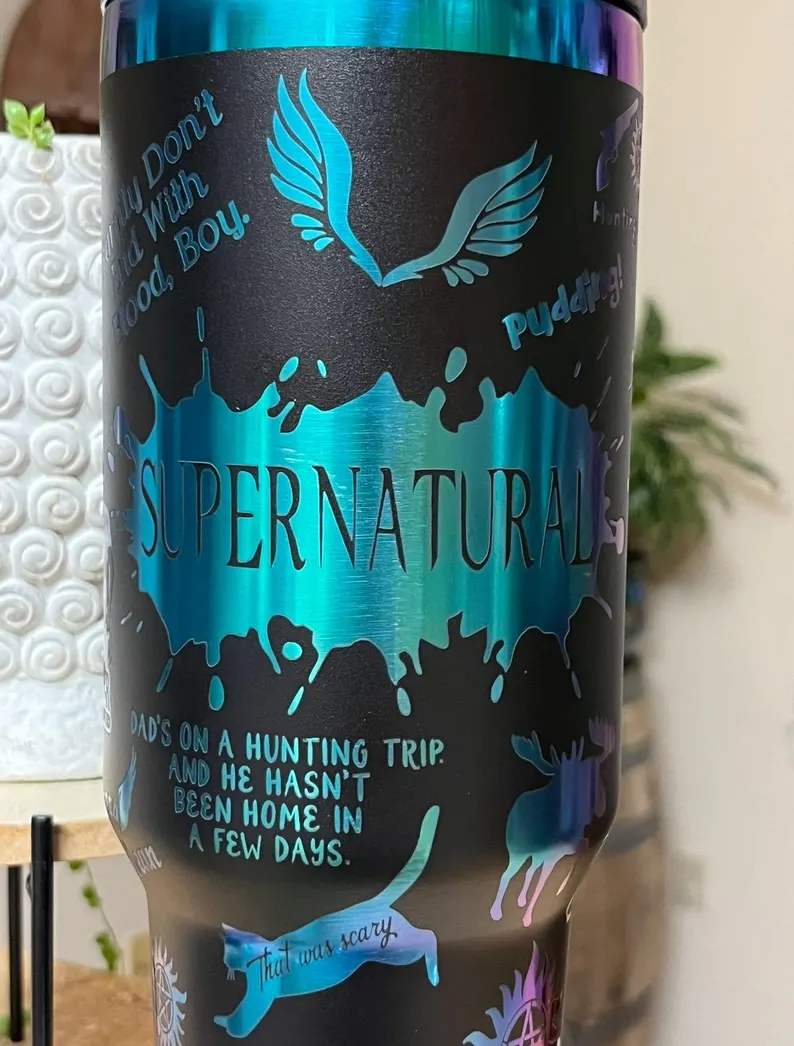 Don't
With
Blood, Boy.
Hunting
Pudding!
SUPERNATURAL
DAD'S ON A HUNTING TRIP.
AND HE HASN'T
BEEN HOME IN
A FEW DAYS.
That was scary